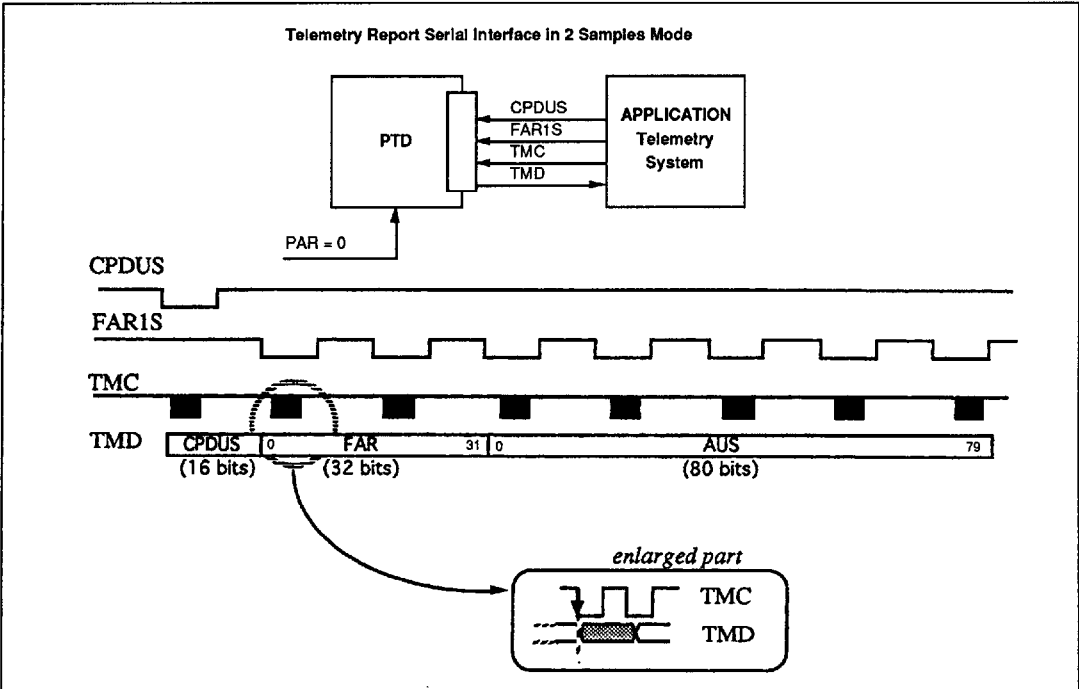 Telemetry Report Serial Interface in 2 Samples Mode
PTD
CPDUS
FAR1S
TMC
TMD
APPLICATION
Telemetry
System
PAR = 0
CPDUS
FAR1S
TMC
TMD
CPDUS
0 FAR 31
0 AUS 79
(16 bits)
(32 bits)
(80 bits)
enlarged part
TMC
TMD